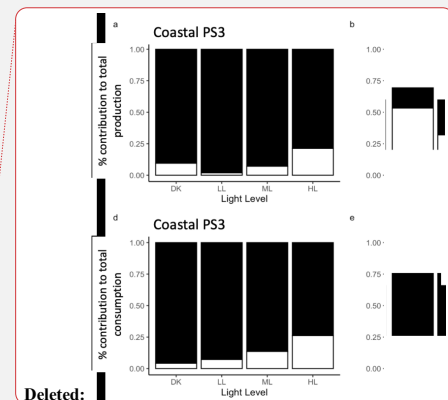 a
Coastal PS3
b
% contribution to total
production
1.00
0.75
0.50
0.25
0.00
DK LL ML HL
Light Level
1.00
0.75
0.50
0.25
0.00
d
Coastal PS3
e
% contribution to total
consumption
1.00
0.75
0.50
0.25
0.00
DK LL ML HL
Light Level
1.00
0.75
0.50
0.25
0.00
Deleted: